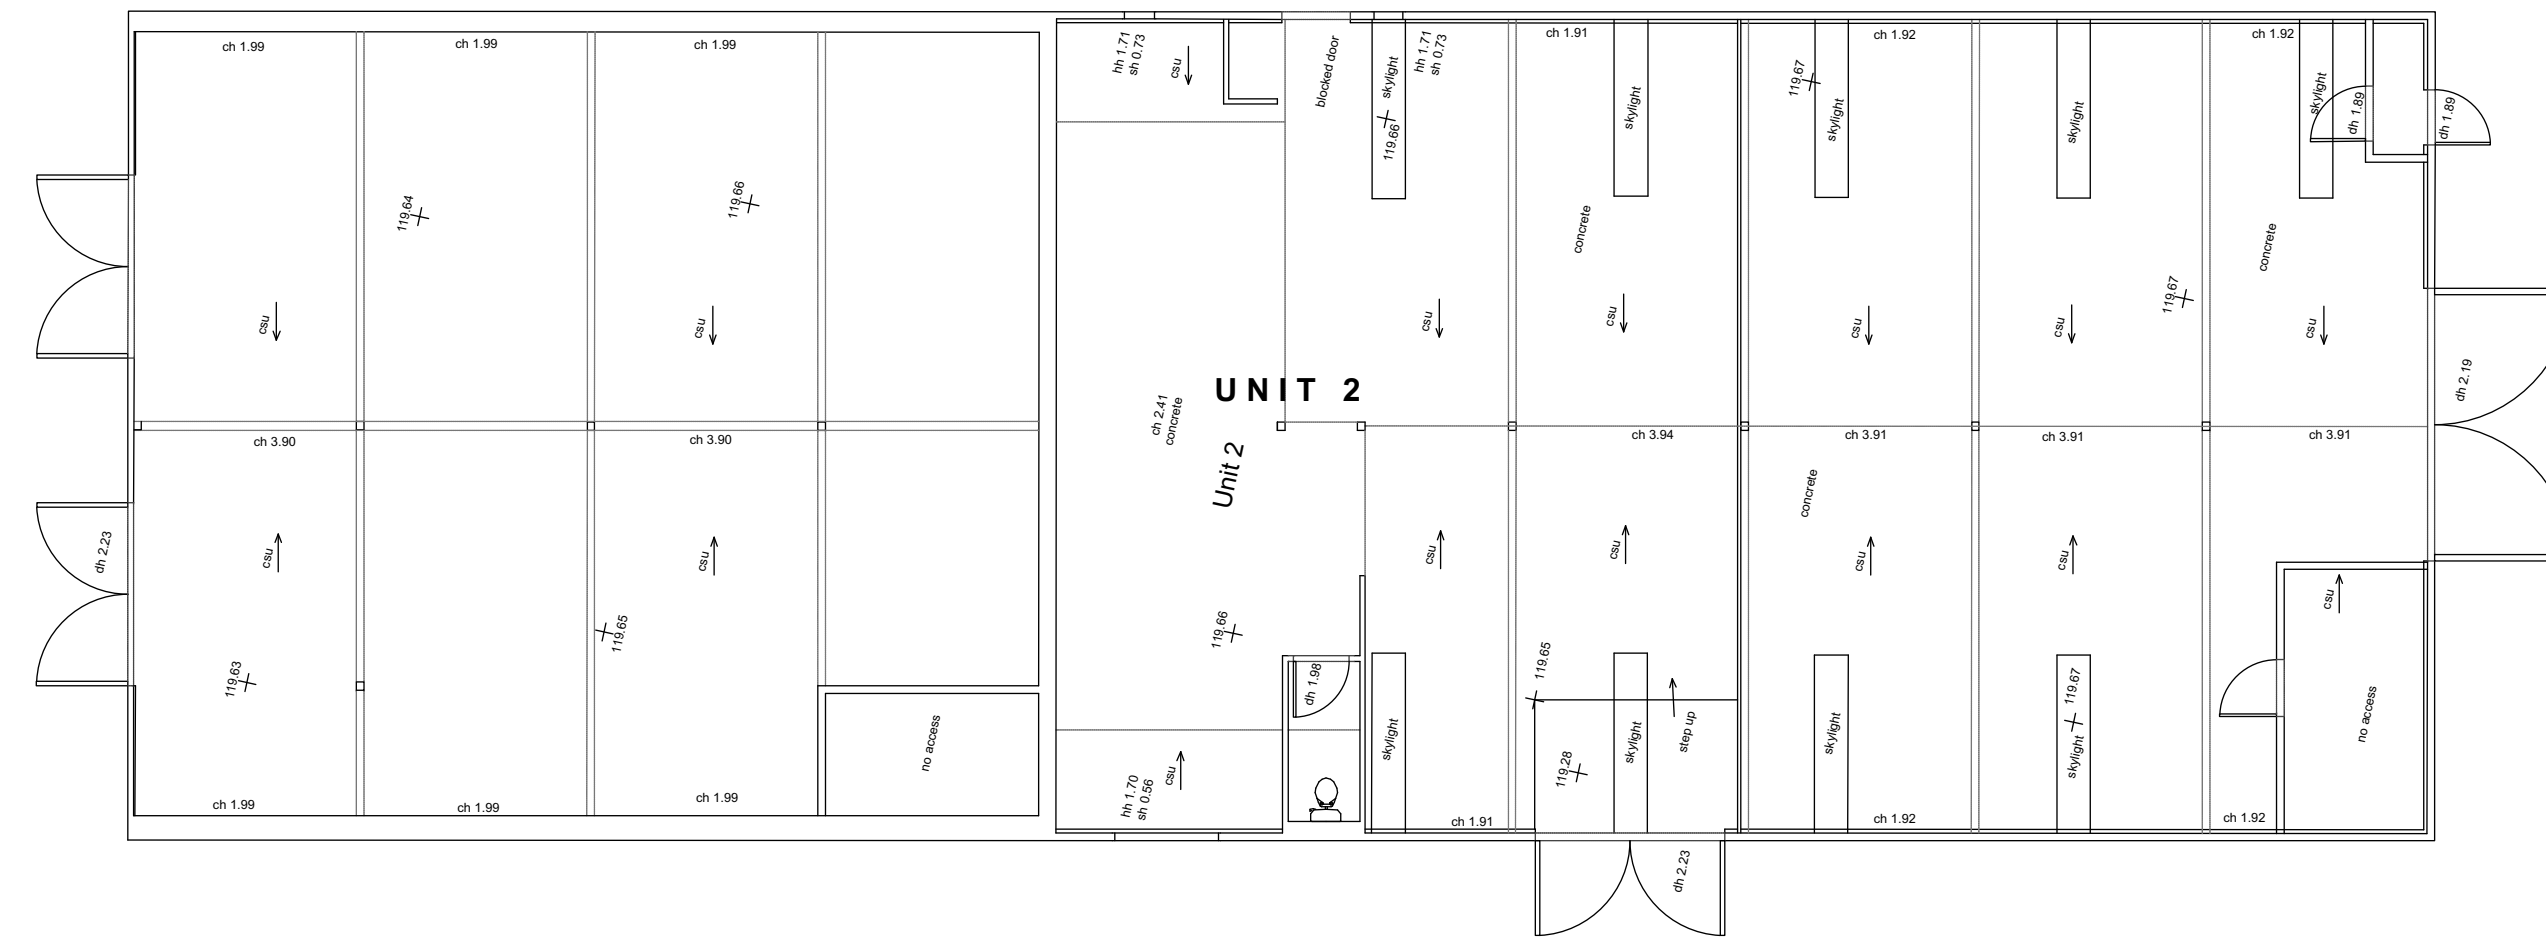 ch 1.99
ch 1.99
ch 1.99
hh 1.71
sh 0.73
csu
blocked door
skylight
119.66
hh 1.71
sh 0.73
ch 1.91
skylight
119.67
skylight
ch 1.92
skylight
ch 1.92
skylight
dh 1.89
dh 1.89
119.64
119.66
concrete
concrete
119.67
csu
csu
csu
csu
csu
csu
csu
dh 2.19
UNIT 2
ch 2.41
concrete
Unit 2
ch 3.90
ch 3.90
ch 3.94
ch 3.91
ch 3.91
ch 3.91
concrete
dh 2.23
csu
csu
csu
csu
csu
csu
csu
119.63
119.65
119.66
dh 1.98
119.65
119.67
no access
skylight
119.28
skylight
step up
skylight
skylight
no access
hh 1.70
sh 0.56
csu
ch 1.99
ch 1.99
ch 1.99
ch 1.91
ch 1.92
ch 1.92
dh 2.23